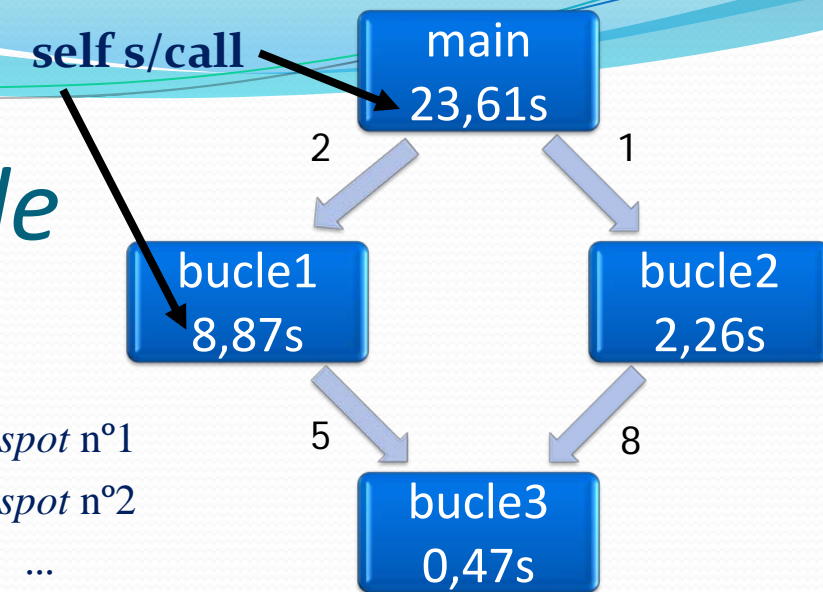 self s/call
main
23,61s
2
1
le
bucle1
8,87s
bucle2
2,26s
spot nº1
5
8
spot nº2
bucle3
...
0,47s